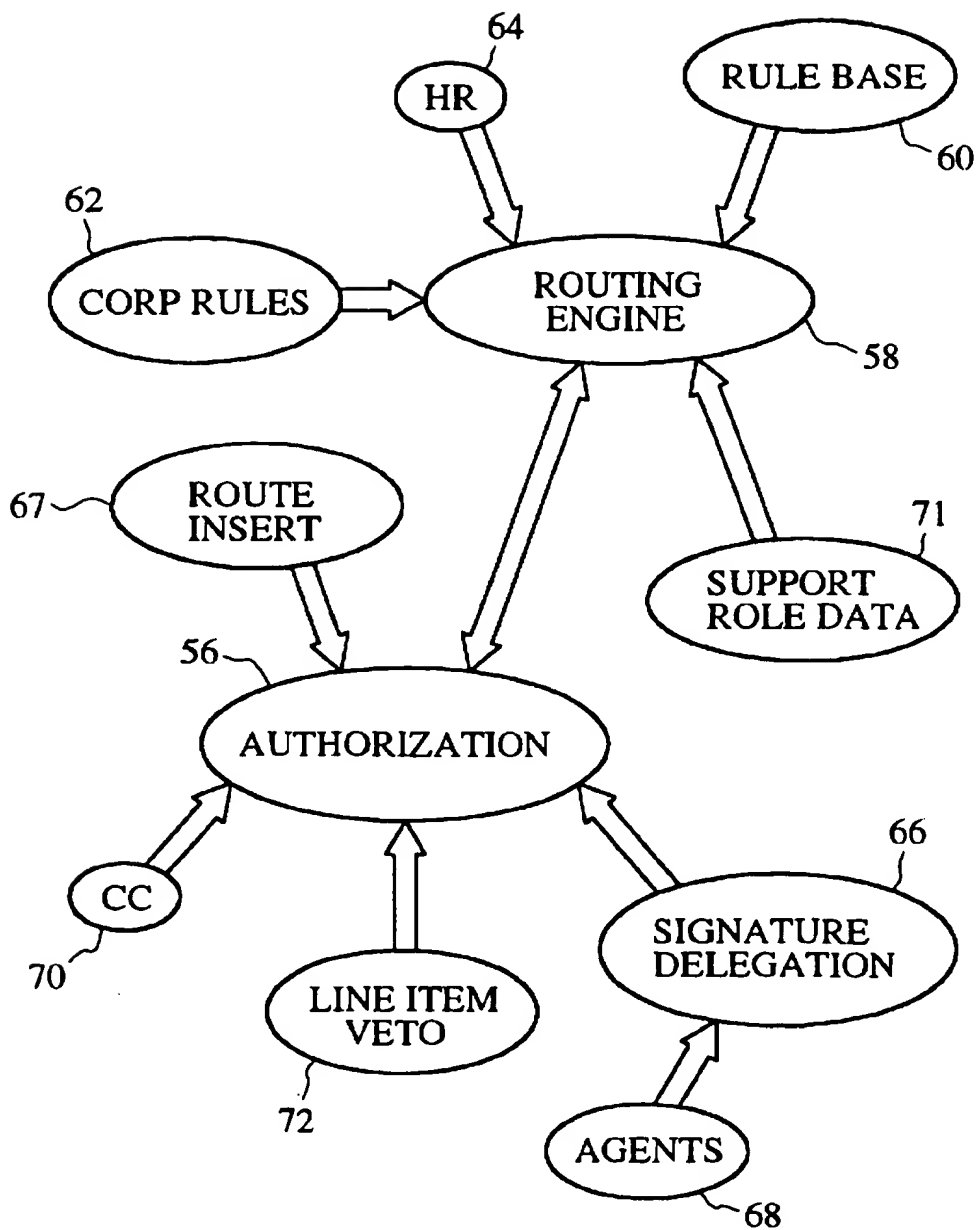 64
HR
RULE BASE
60
62
CORP RULES
ROUTING
ENGINE
58
67
ROUTE
INSERT
71
SUPPORT
ROLE DATA
56
AUTHORIZATION
66
CC
70
SIGNATURE
DELEGATION
LINE ITEM
VETO
72
AGENTS
68